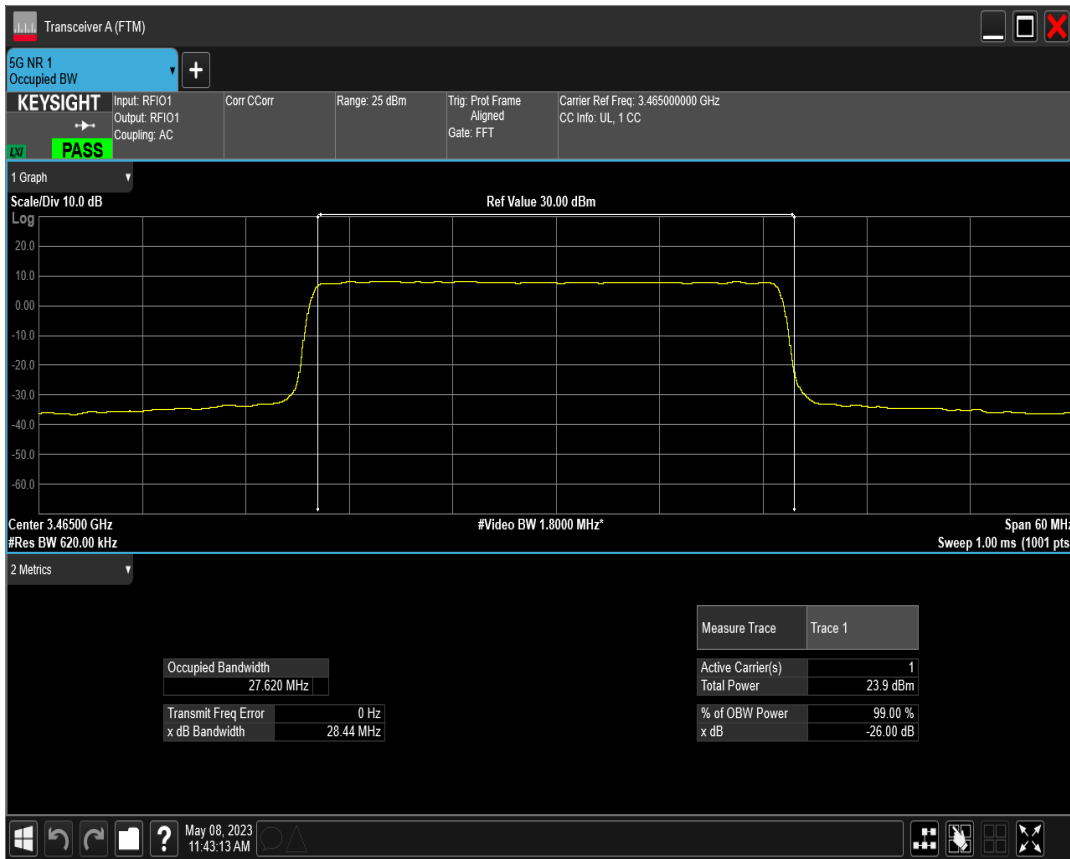 Transceiver A (FTM)
5G NR 1
Occupied BW
+
KEYSIGHT
LXI
PASS
Input: RFIO1
Output: RFIO1
Coupling: AC
Corr CCorr
Range: 25 dBm
Trig: Prot Frame
Aligned
Gate: FFT
Carrier Ref Freq: 3.465000000 GHz
CC Info: UL, 1 CC
1 Graph
Scale/Div 10.0 dB
Ref Value 30.00 dBm
Log
20.0
10.0
0.00
-10.0
-20.0
-30.0
-40.0
-50.0
-60.0
Center 3.46500 GHz
#Video BW 1.8000 MHz*
Span 60 MHz
#Res BW 620.00 kHz
Sweep 1.00 ms (1001 pts
2 Metrics
Measure Trace Trace 1
Occupied Bandwidth
27.620 MHz
Active Carrier(s) 1
Total Power 23.9 dBm
Transmit Freq Error 0 Hz
x dB Bandwidth 28.44 MHz
% of OBW Power 99.00 %
x dB -26.00 dB
?
May 08, 2023
11:43:13 AM